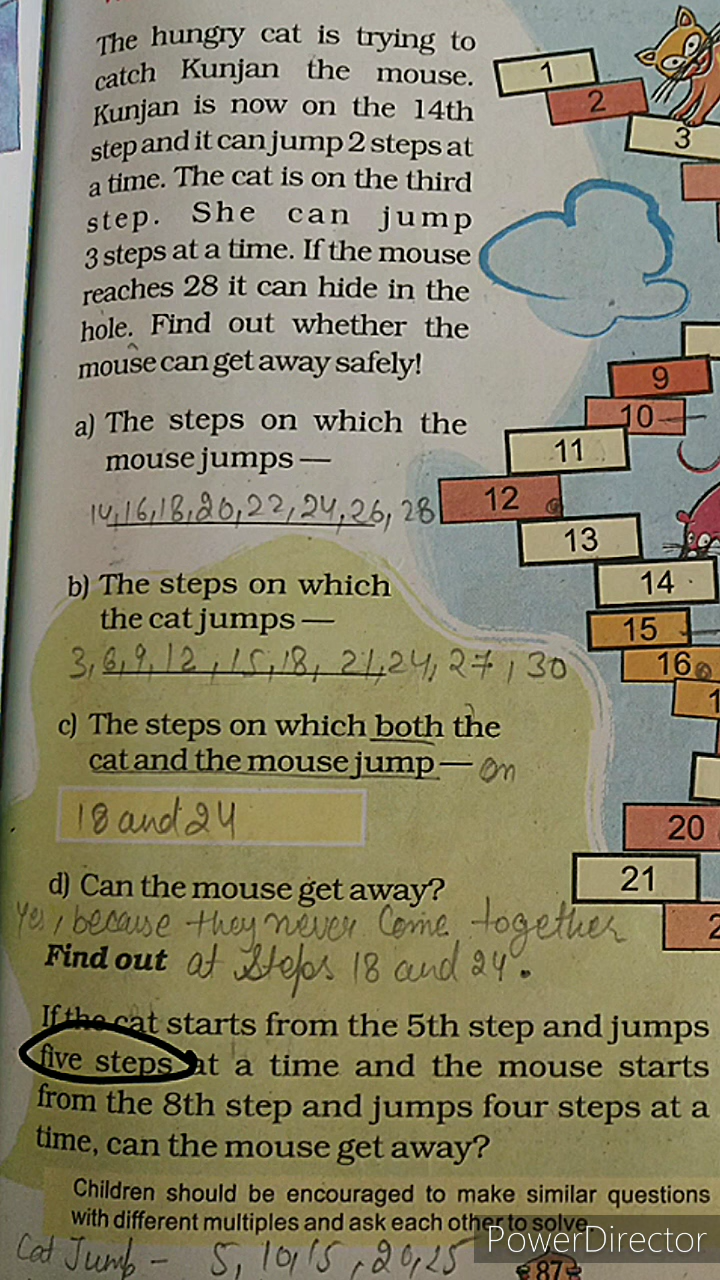 The hungry cat is trying to
catch Kunjan the mouse.
Kunjan is now on the 14th
step and it can jump 2 steps at
a time. The cat is on the third
step. She can jump
3 steps at a time. If the mouse
reaches 28 it can hide in the
hole. Find out whether the
mouse can get away safely!
1
2
3
9
10
11
12
13
14
15
16
1
20
21
2
a) The steps on which the
mouse jumps —
14,16,18,20,22,24,26, 28
b) The steps on which
the cat jumps —
3,6,9,12,15,18, 21,24, 27, 30
c) The steps on which both the
cat and the mouse jump — on
18 and 24
d) Can the mouse get away?
Yes, because they never Come together
Find out at Steps 18 and 24.
If the cat starts from the 5th step and jumps
five steps at a time and the mouse starts
from the 8th step and jumps four steps at a
time, can the mouse get away?
Children should be encouraged to make similar questions
with different multiples and ask each other to solve
Cat Jump - 5, 10,15, 20,25
PowerDirector
87